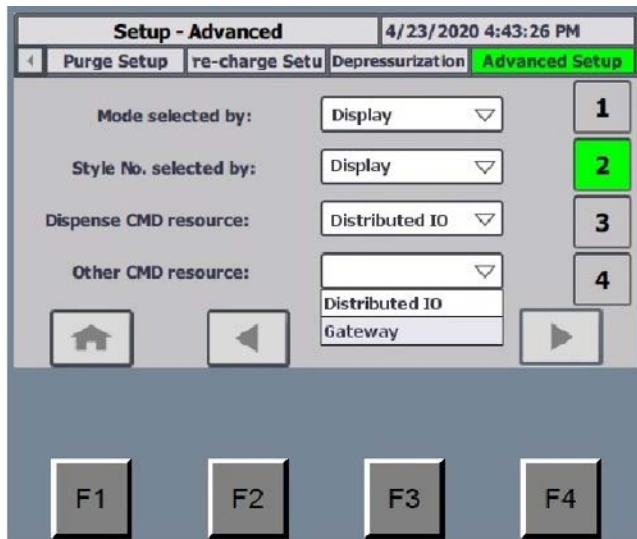 Setup - Advanced 4/23/2020 4:43:26 PM
Purge Setup re-charge Setu Depressurization Advanced Setup
Mode selected by: Display 1
Style No. selected by: Display 2
Dispense CMD resource: Distributed IO 3
Other CMD resource: 4
Distributed IO
Gateway
F1 F2 F3 F4